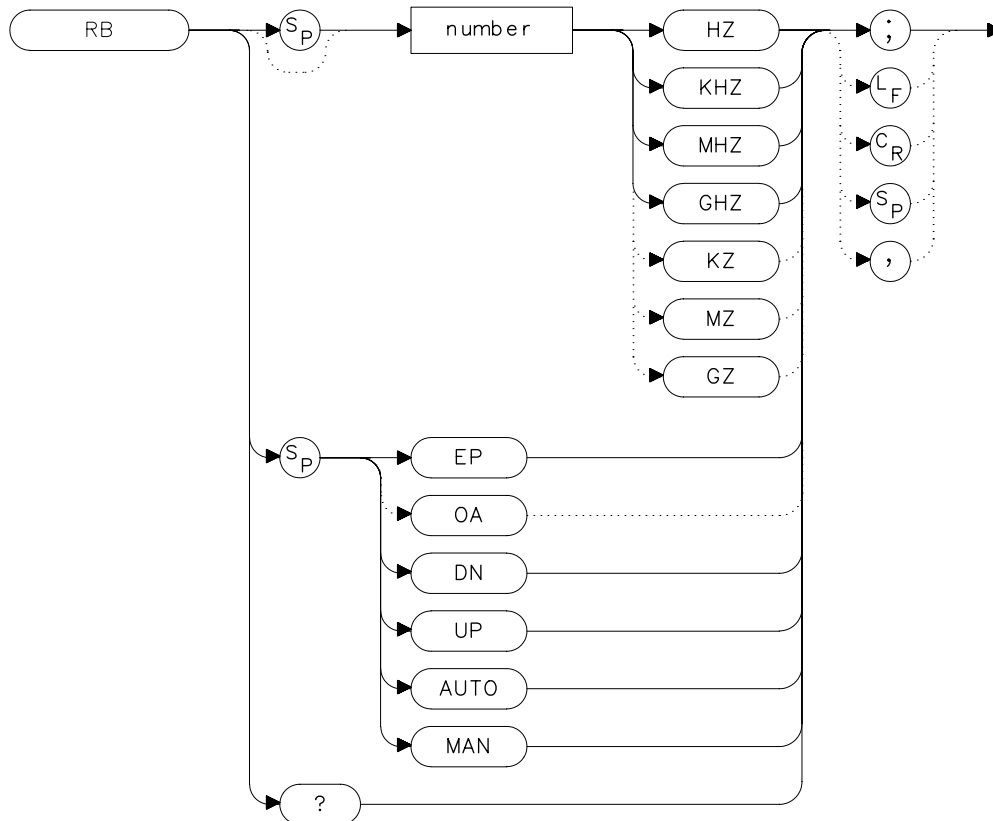 RB
SP
number
HZ
;
KHZ
LF
MHZ
CR
GHZ
SP
KZ
,
MZ
GZ
SP
EP
OA
DN
UP
AUTO
MAN
?